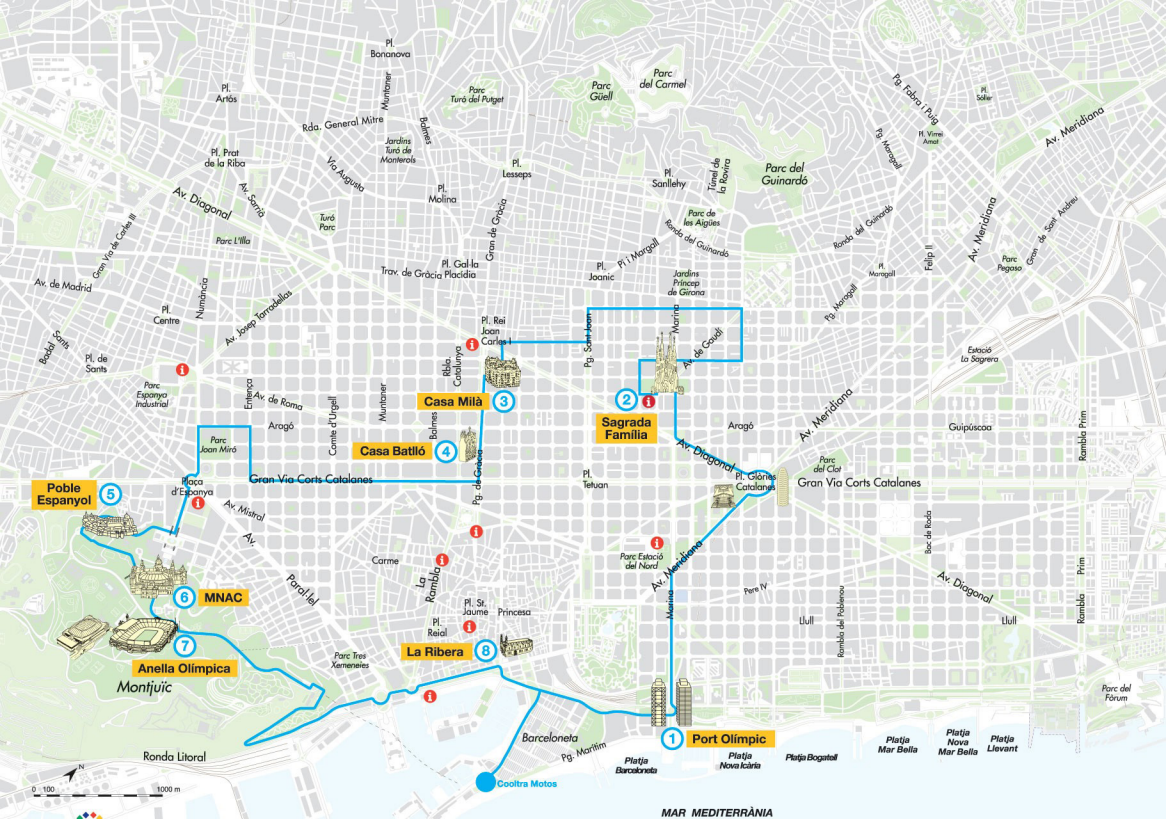 Pl.
Bonanova
Muntaner
Parc
Turó del Putget
Parc
Güell
Parc
del Carmel
Pg. Fabra i Puig
Pl.
Sóller
Av. Meridiana
Pl.
Artós
Rda. General Mitre
Balmes
Jardins
Turó de
Monterols
Pl. Virrei
Amat
Pg. Maragall
Pl. Prat
de la Riba
Via Augusta
Pl.
Lesseps
Pl.
Sanllehy
Túnel de
la Rovira
Parc del
Guinardó
Av. Diagonal
Av. Sarrià
Pl.
Molina
Turó
Parc
Gran de Gràcia
Parc de
les Aigües
Ronda del Guinardó
Ronda del Guinardó
Av. Meridiana
Gran de Sant Andreu
Gran Via de Carles III
Parc L'illa
Pi i Margall
Felip II
Parc
Pegaso
Pl.
Maragall
Trav. de Gràcia
Pl. Gal·la
Placídia
Pl.
Joanic
Jardins
Príncep
de Girona
Av. de Madrid
Numància
Av. Josep Tarradellas
Pg. Maragall
Pl.
Centre
Pl. Rei
Joan
Carles I
Pg. Sant Joan
Marina
Av. de Gaudí
Badal
Sants
Pl. de
Sants
i
Rbla.
Catalunya
i
Estació
La Sagrera
Parc
Espanya
Industrial
Entença
Av. de Roma
Comte d'Urgell
Muntaner
Balmes
Casa Milà
3
2
i
Sagrada
Família
Av. Meridiana
Aragó
Aragó
Guipúscoa
Rambla Prim
Parc
Joan Miró
Casa Batlló
4
Av. Diagonal
Parc
del Clot
Plaça
d'Espanya
Gran Via Corts Catalanes
Pg. de Gràcia
Pl.
Tetuan
Pl. Glòries
Catalanes
Gran Via Corts Catalanes
Poble
Espanyol
5
i
Av. Mistral
Av.
Paral·lel
i
Bac de Roda
Carme
i
La
Rambla
i
Parc Estació
del Nord
Av. Meridiana
Marina
Pere IV
Av. Diagonal
Rambla
Prim
6
MNAC
Pl. St.
Jaume
Princesa
i
Pl.
Reial
Llull
Rambla del Poblenou
Llull
7
Anella Olímpica
La Ribera
8
Parc Tres
Xemeneies
Montjuïc
i
Parc del
Fòrum
1
Port Olímpic
Barceloneta
Pg. Marítim
Platja
Barceloneta
Platja
Nova Icària
Platja Bogatell
Platja
Mar Bella
Platja
Nova
Mar Bella
Platja
Llevant
Ronda Litoral
N
0 100 1000 m
Cooltra Motos
MAR MEDITERRÀNIA